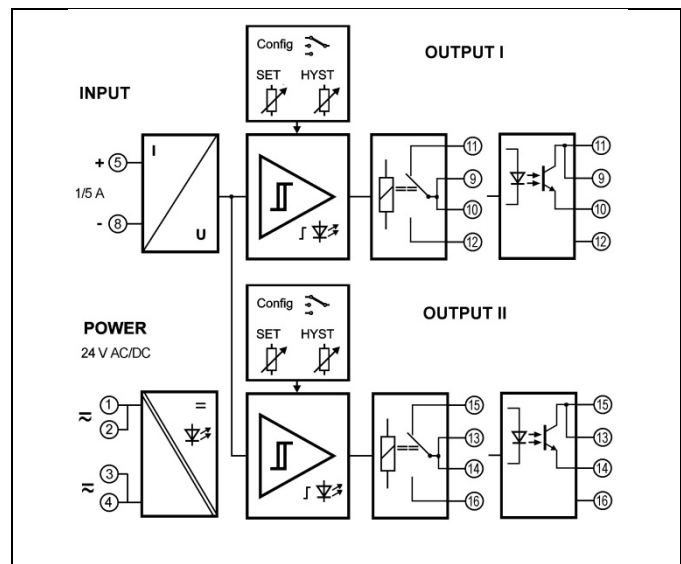 Config
OUTPUT I
SET HYST
INPUT
I
+ 5
1/5 A
- 8
U
11
9
10
12
11
9
10
12
Config
OUTPUT II
SET HYST
POWER
24 V AC/DC
1
2
3
4
=
15
13
14
16
15
13
14
16